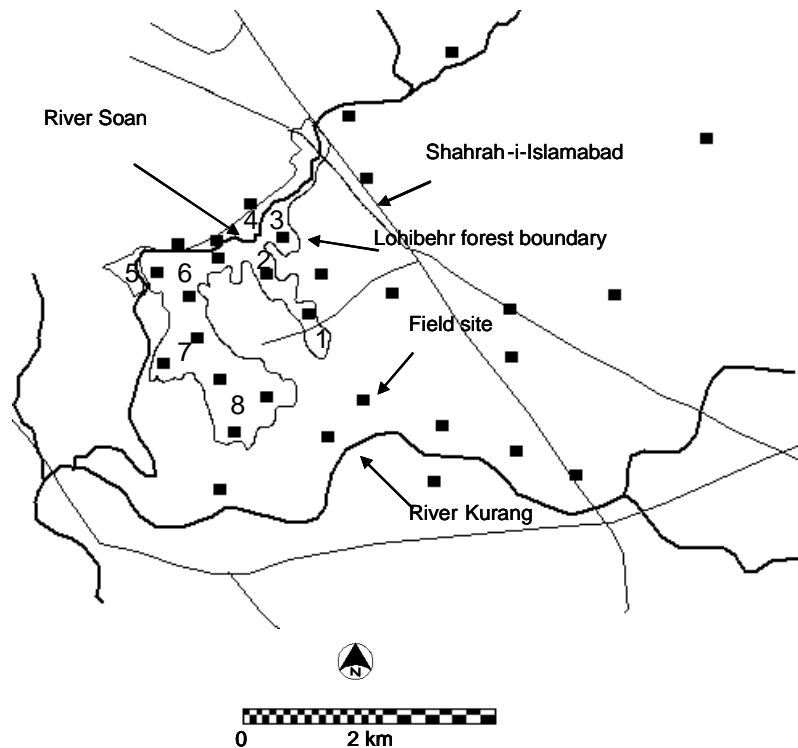 River Soan
Shahrah-i-Islamabad
4 3
Lohibehr forest boundary
5 6 2
Field site
1
7
8
River Kurang
N
0 2 km